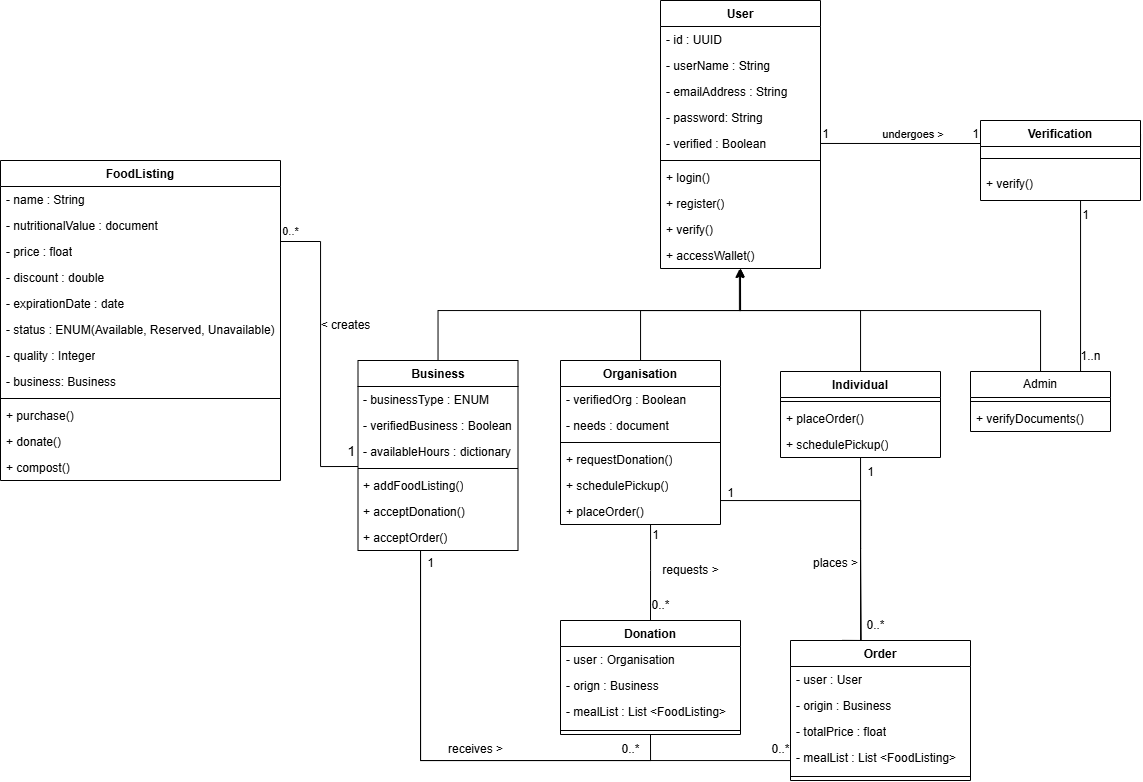 User
- id : UUID
- userName : String
- emailAddress : String
- password: String
- verified : Boolean
+ login()
+ register()
+ verify()
+ accessWallet()
1
undergoes >
1
Verification
+ verify()
1
1..n
FoodListing
- name : String
- nutritionalValue : document
- price : float
- discount : double
- expirationDate : date
- status : ENUM(Available, Reserved, Unavailable)
- quality : Integer
- business: Business
+ purchase()
+ donate()
+ compost()
0..*
< creates
1
Business
- businessType : ENUM
- verifiedBusiness : Boolean
- availableHours : dictionary
+ addFoodListing()
+ acceptDonation()
+ acceptOrder()
1
Organisation
- verifiedOrg : Boolean
- needs : document
+ requestDonation()
+ schedulePickup()
+ placeOrder()
1
1
Individual
+ placeOrder()
+ schedulePickup()
1
Admin
+ verifyDocuments()
requests >
0..*
places >
0..*
Donation
- user : Organisation
- orign : Business
- mealList : List <FoodListing>
Order
- user : User
- origin : Business
- totalPrice : float
- mealList : List <FoodListing>
receives >
0..*
0..*